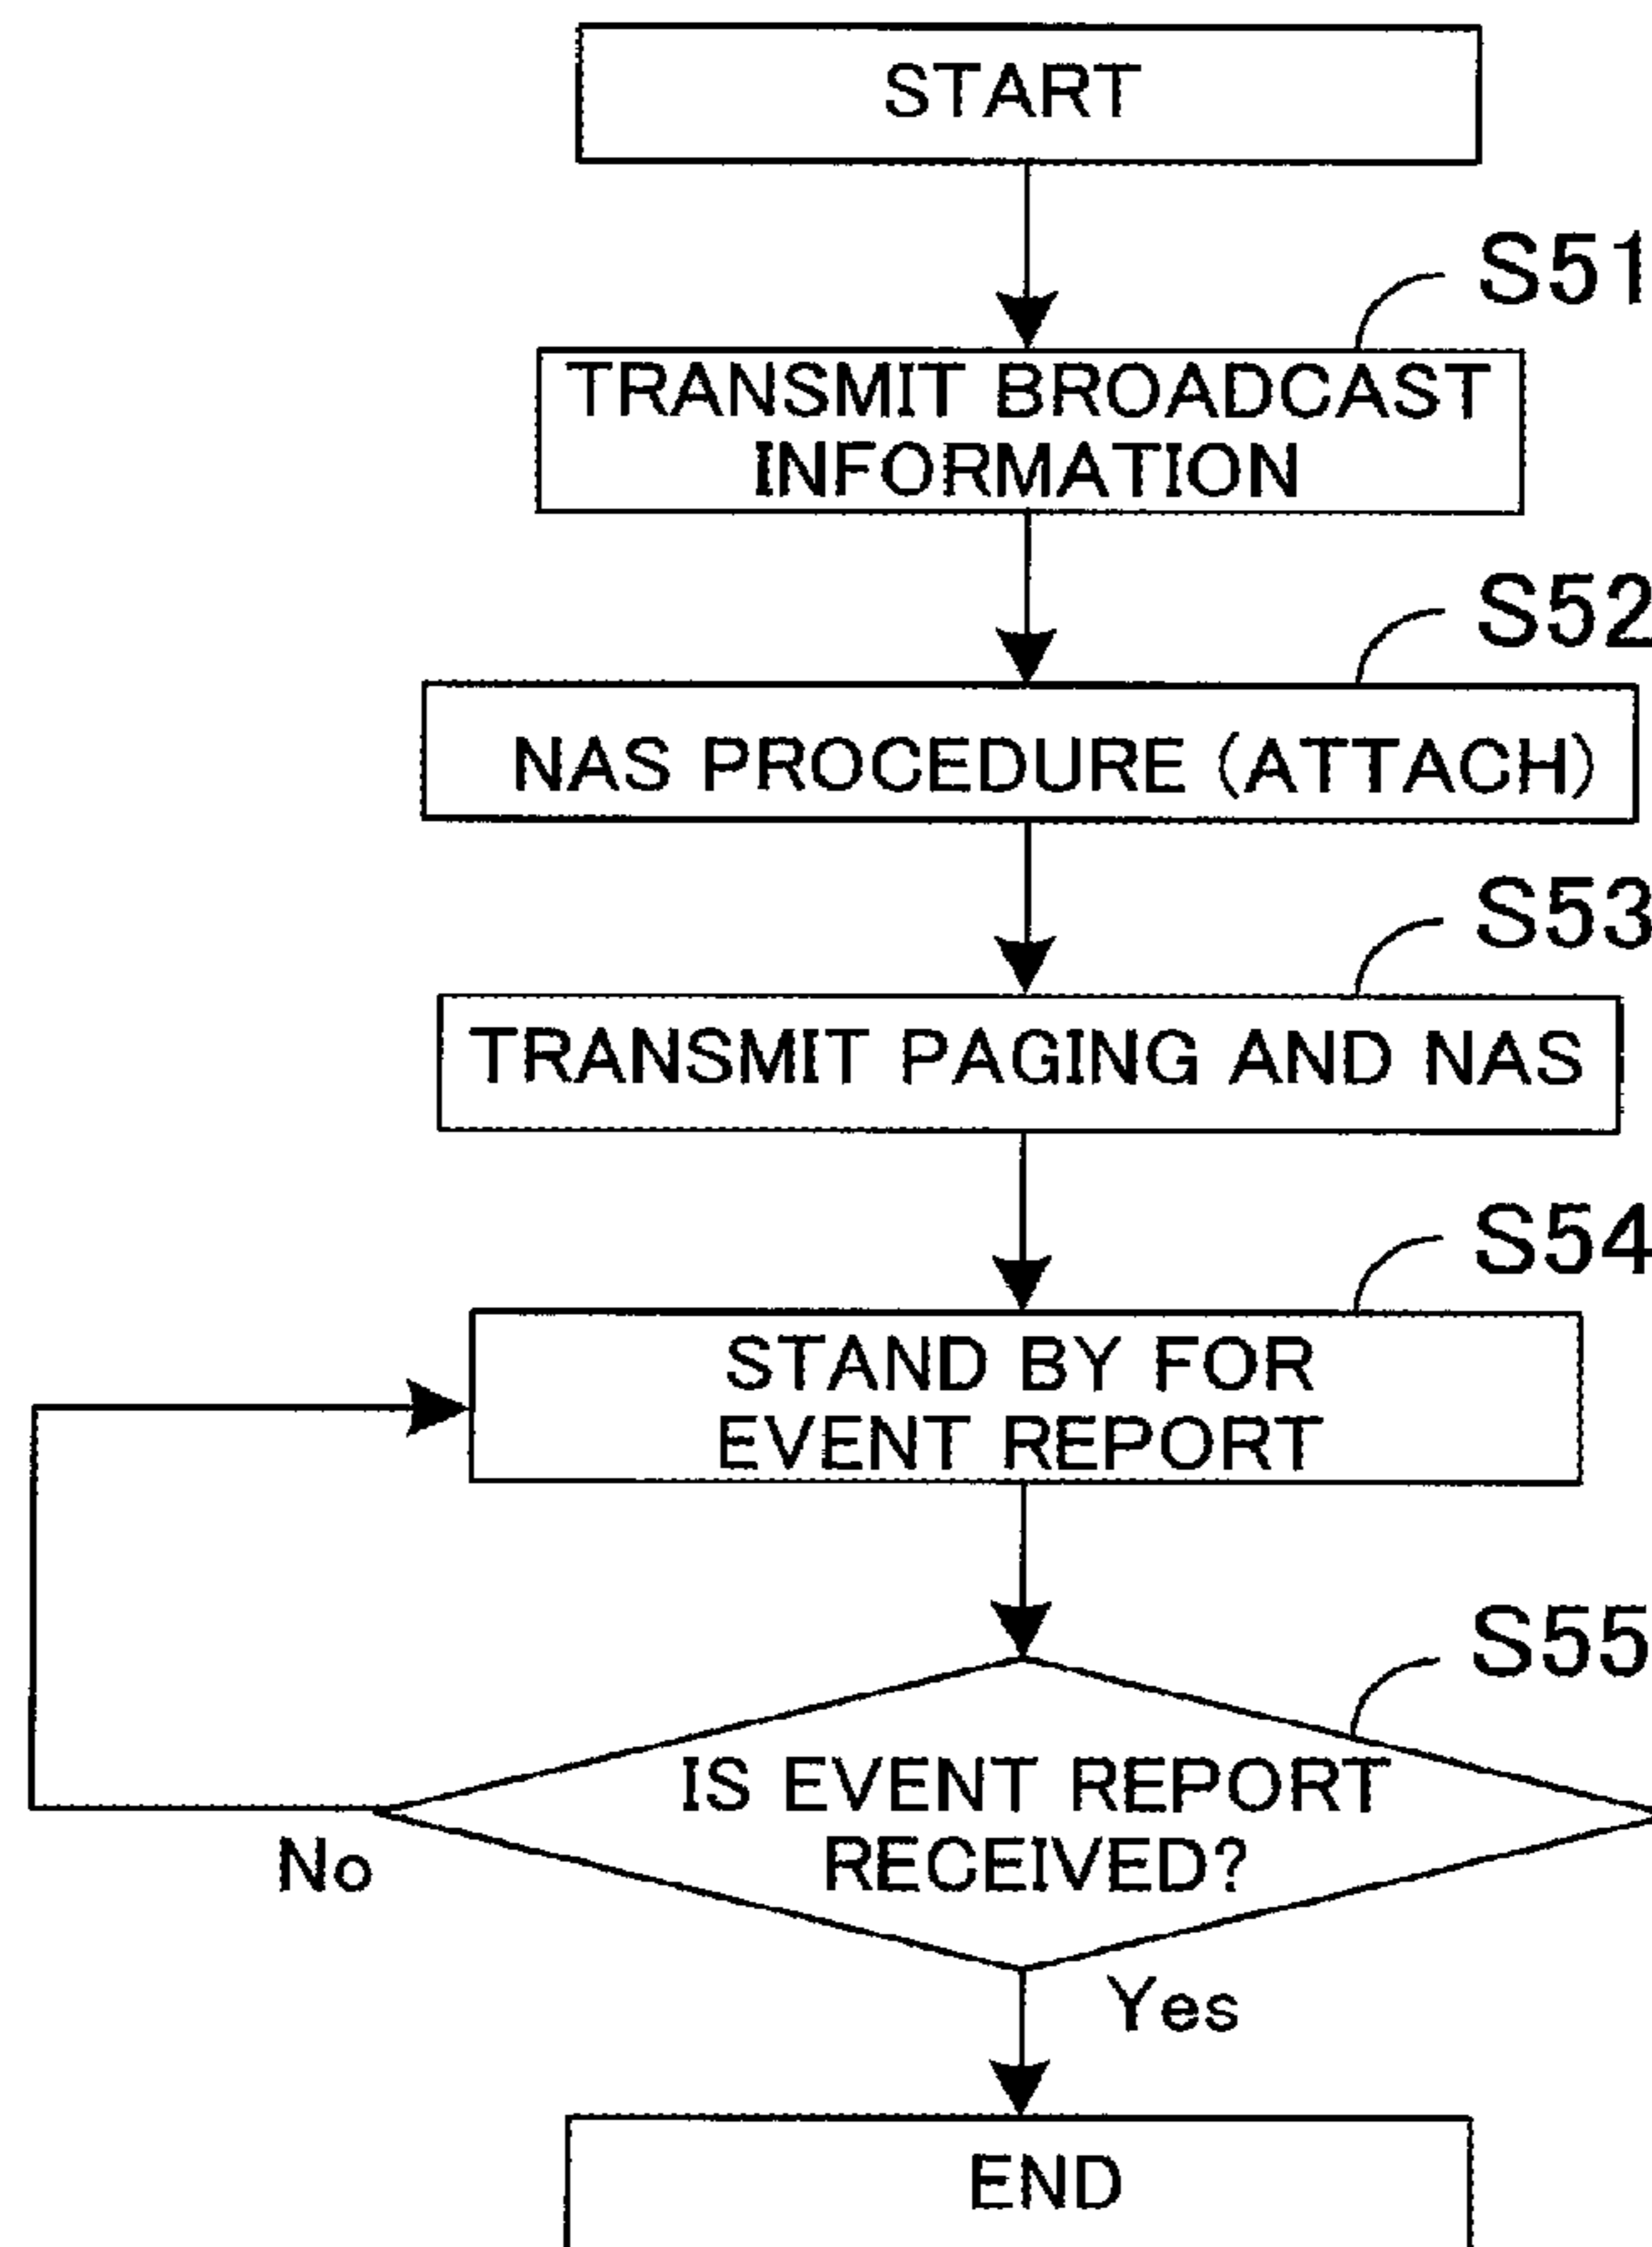 START
S51
TRANSMIT BROADCAST
INFORMATION
S52
NAS PROCEDURE (ATTACH)
S53
TRANSMIT PAGING AND NAS
S54
STAND BY FOR
EVENT REPORT
S55
IS EVENT REPORT
RECEIVED?
No
Yes
END